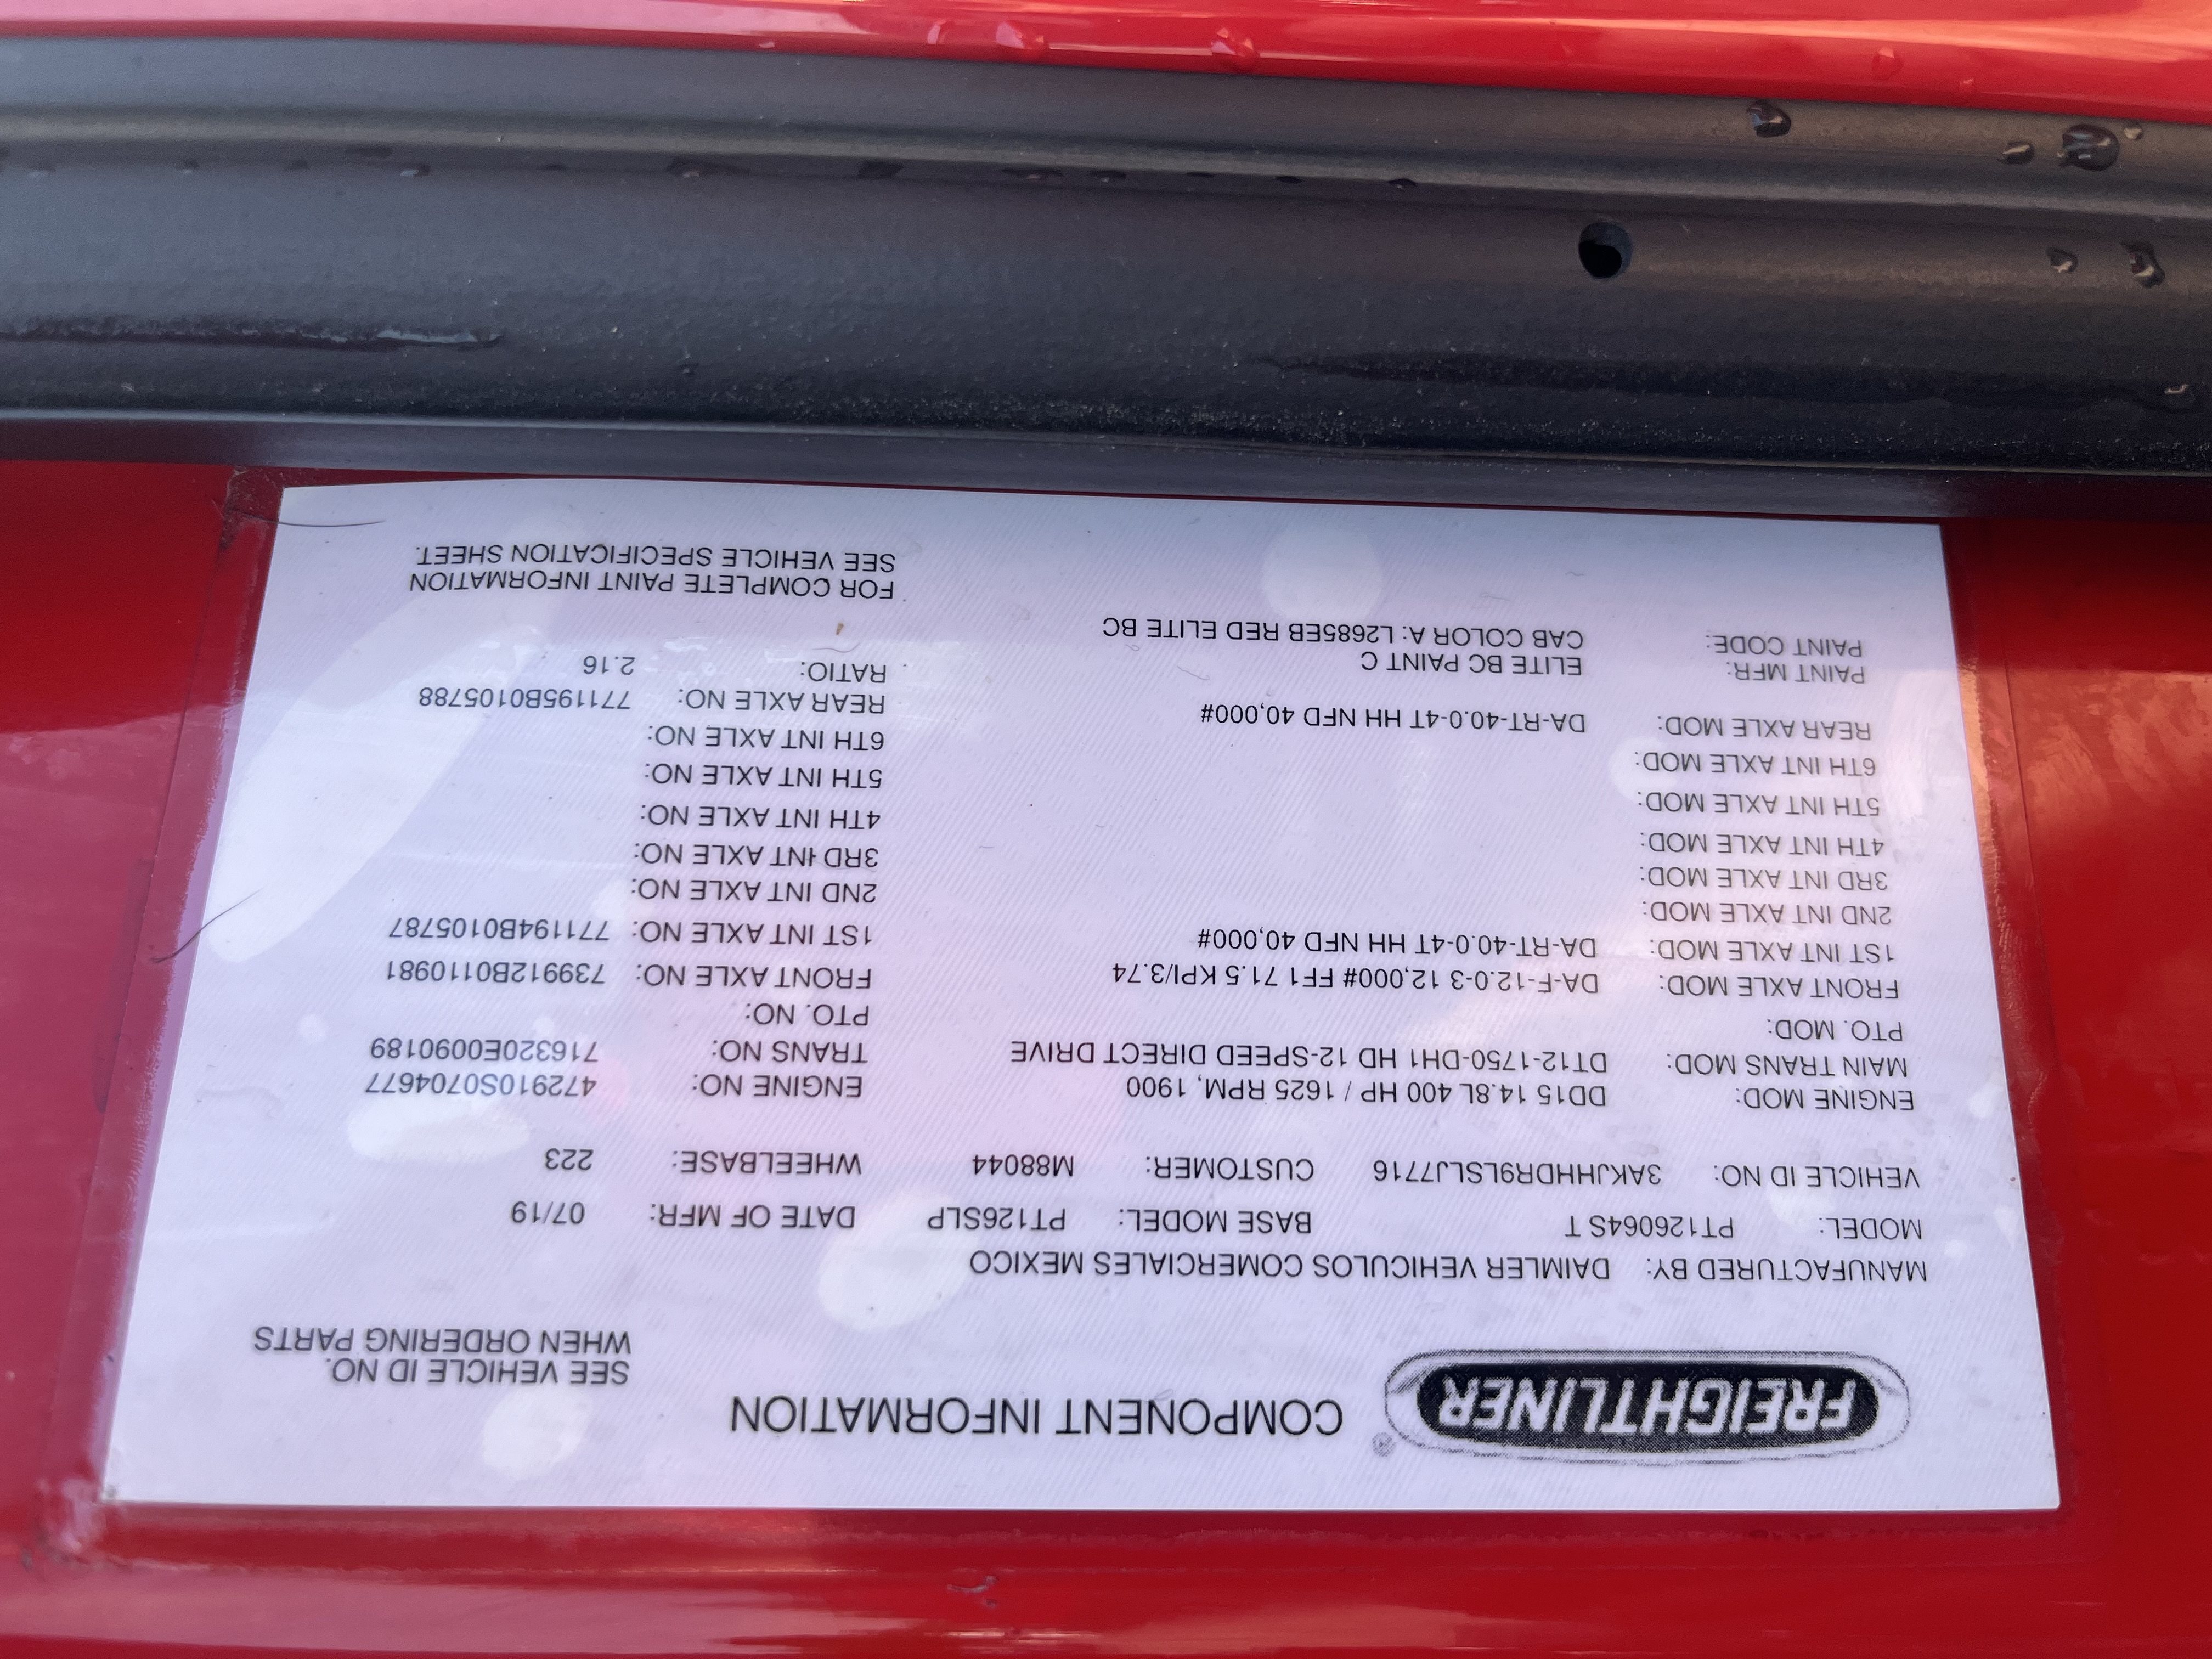 FREIGHTLINER ® COMPONENT INFORMATION
SEE VEHICLE ID NO.
WHEN ORDERING PARTS
MANUFACTURED BY: DAIMLER VEHICULOS COMERCIALES MEXICO
MODEL: PT126064S T BASE MODEL: PT126SLP DATE OF MFR: 07/19
VEHICLE ID NO: 3AKJHHDR9LSLJ7716 CUSTOMER: M88044 WHEELBASE: 223
ENGINE MOD: DD15 14.8L 400 HP / 1625 RPM, 1900 ENGINE NO: 472910S0704677
MAIN TRANS MOD: DT12-1750-DH1 HD 12-SPEED DIRECT DRIVE TRANS NO: 716320E0090189
PTO. MOD: PTO. NO:
FRONT AXLE MOD: DA-F-12.0-3 12,000# FF1 71.5 KPI/3.74 FRONT AXLE NO: 739912B0110981
1ST INT AXLE MOD: DA-RT-40.0-4T HH NFD 40,000# 1ST INT AXLE NO: 771194B0105787
2ND INT AXLE MOD: 2ND INT AXLE NO:
3RD INT AXLE MOD: 3RD INT AXLE NO:
4TH INT AXLE MOD: 4TH INT AXLE NO:
5TH INT AXLE MOD: 5TH INT AXLE NO:
6TH INT AXLE MOD: 6TH INT AXLE NO:
REAR AXLE MOD: DA-RT-40.0-4T HH NFD 40,000# REAR AXLE NO: 771195B0105788
RATIO: 2.16
PAINT MFR: ELITE BC PAINT C
PAINT CODE: CAB COLOR A: L2685EB RED ELITE BC
FOR COMPLETE PAINT INFORMATION
SEE VEHICLE SPECIFICATION SHEET.